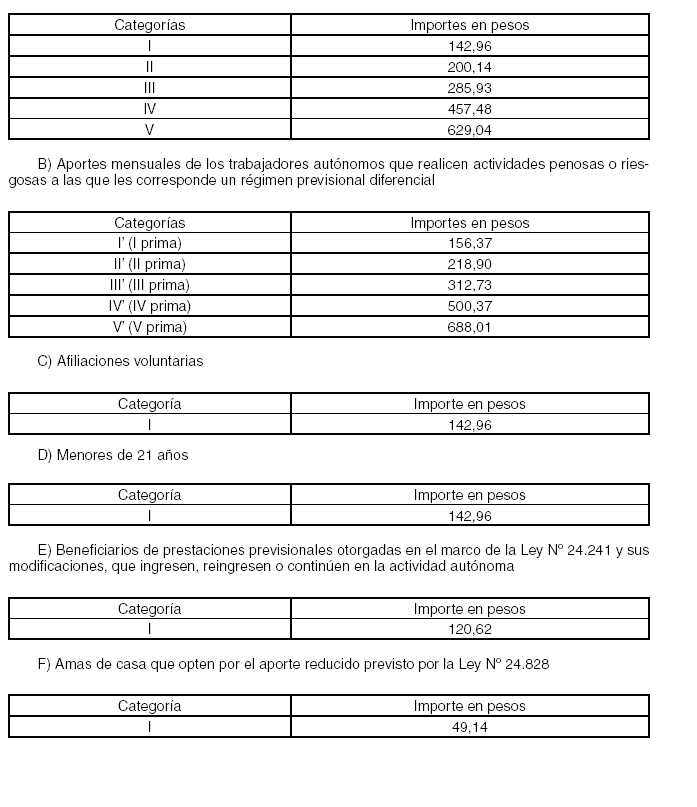 Categorías Importes en pesos
I 142,96
II 200,14
III 285,93
IV 457,48
V 629,04
B) Aportes mensuales de los trabajadores autónomos que realicen actividades penosas o ries-
gosas a las que les corresponde un régimen previsional diferencial
Categorías Importes en pesos
I' (I prima) 156,37
II' (II prima) 218,90
III' (III prima) 312,73
IV' (IV prima) 500,37
V' (V prima) 688,01
C) Afiliaciones voluntarias
Categoría Importe en pesos
I 142,96
D) Menores de 21 años
Categoría Importe en pesos
I 142,96
E) Beneficiarios de prestaciones previsionales otorgadas en el marco de la Ley Nº 24.241 y sus
modificaciones, que ingresen, reingresen o continúen en la actividad autónoma
Categoría Importe en pesos
I 120,62
F) Amas de casa que opten por el aporte reducido previsto por la Ley Nº 24.828
Categoría Importe en pesos
I 49,14